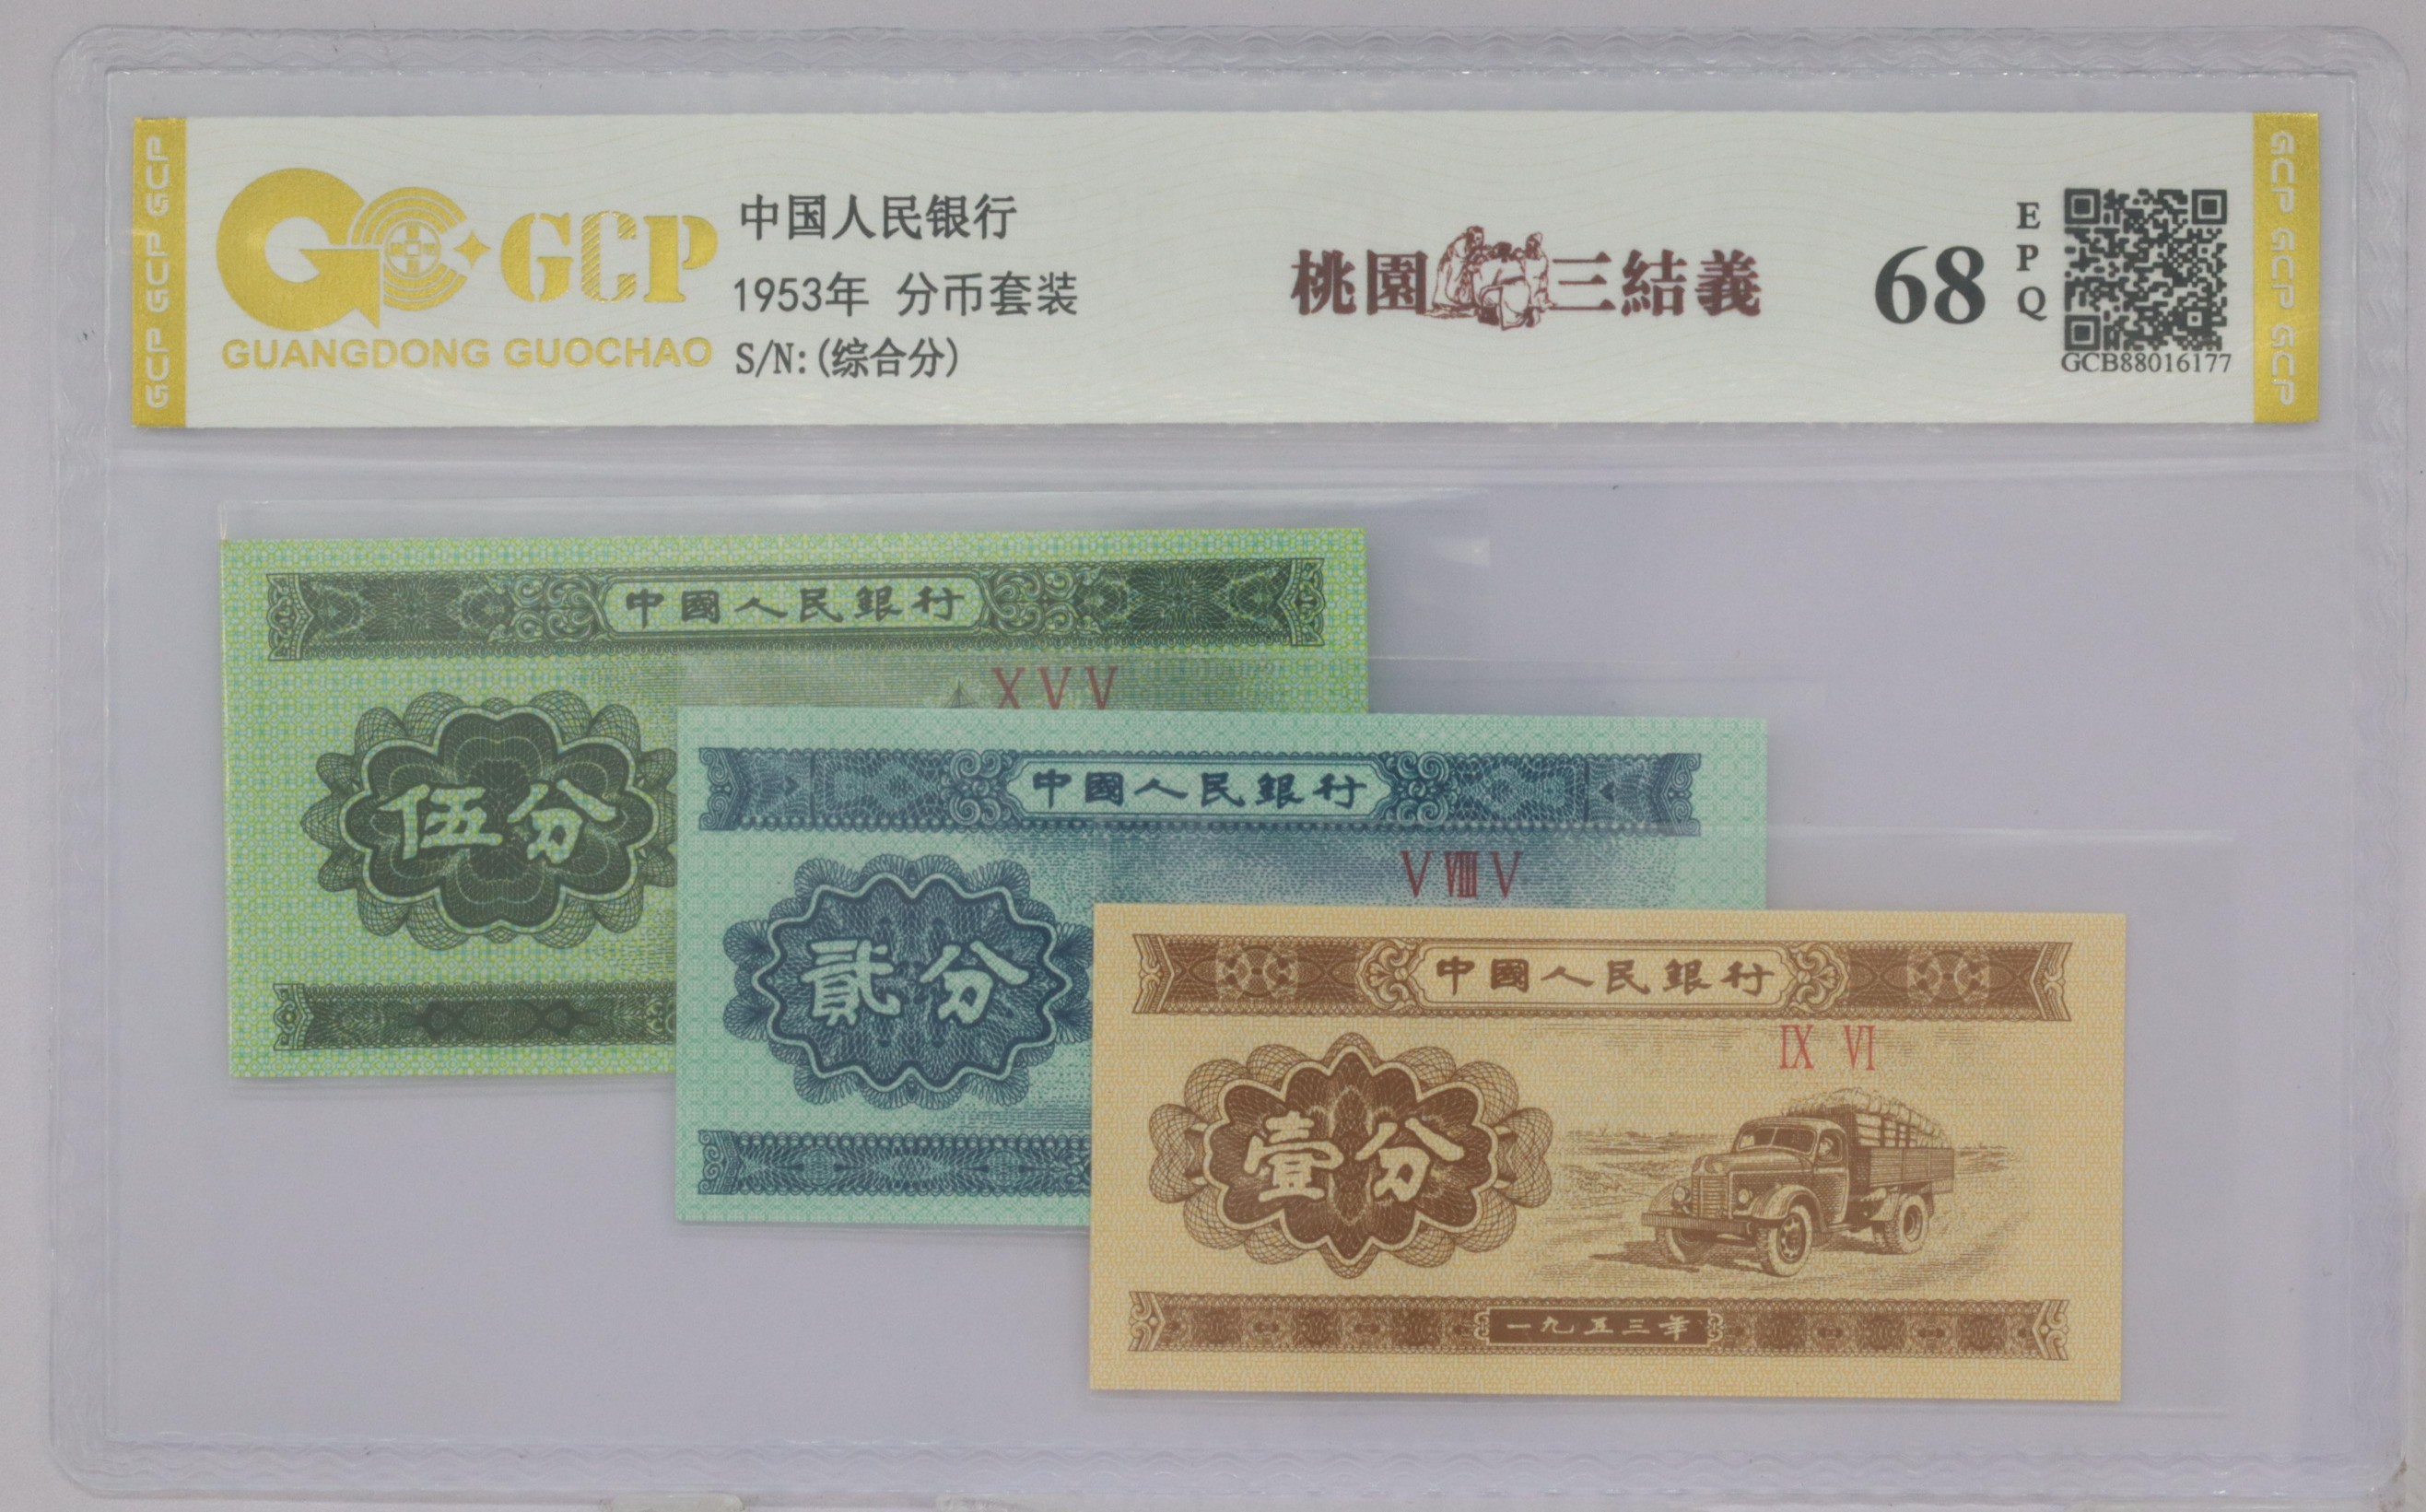 GCP GCP GCP
GCP
GUANGDONG GUOCHAO
中国人民银行
1953年 分币套装
S/N:(综合分)
桃園三結義
68
EPQ
GCB88016177
GCP GCP GCP
中國人民銀行
X V V
伍分
中國人民銀行
V VIII V
貳分
中國人民銀行
IX VI
壹分
一九五三年